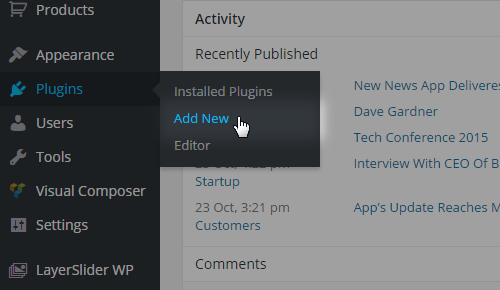 Products
Appearance
Plugins
Users
Tools
Visual Composer
Settings
LayerSlider WP
Installed Plugins
Add New
Editor
Activity
Recently Published
New News App Deliveres
Dave Gardner
Tech Conference 2015
Interview With CEO Of B
Startup
23 Oct, 3:21 pm
App's Update Reaches M
Customers
Comments